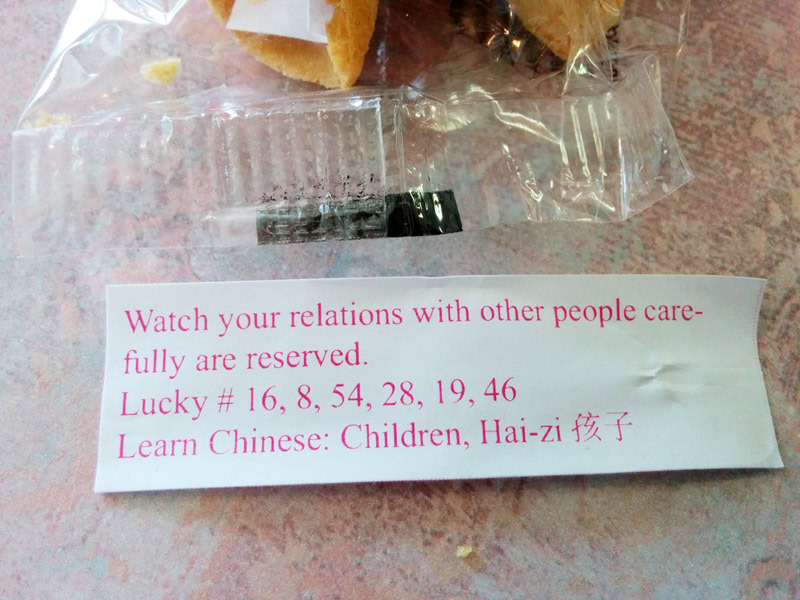 Watch your relations with other people care-
fully are reserved.
Lucky # 16, 8, 54, 28, 19, 46
Learn Chinese: Children, Hai-zi 孩子